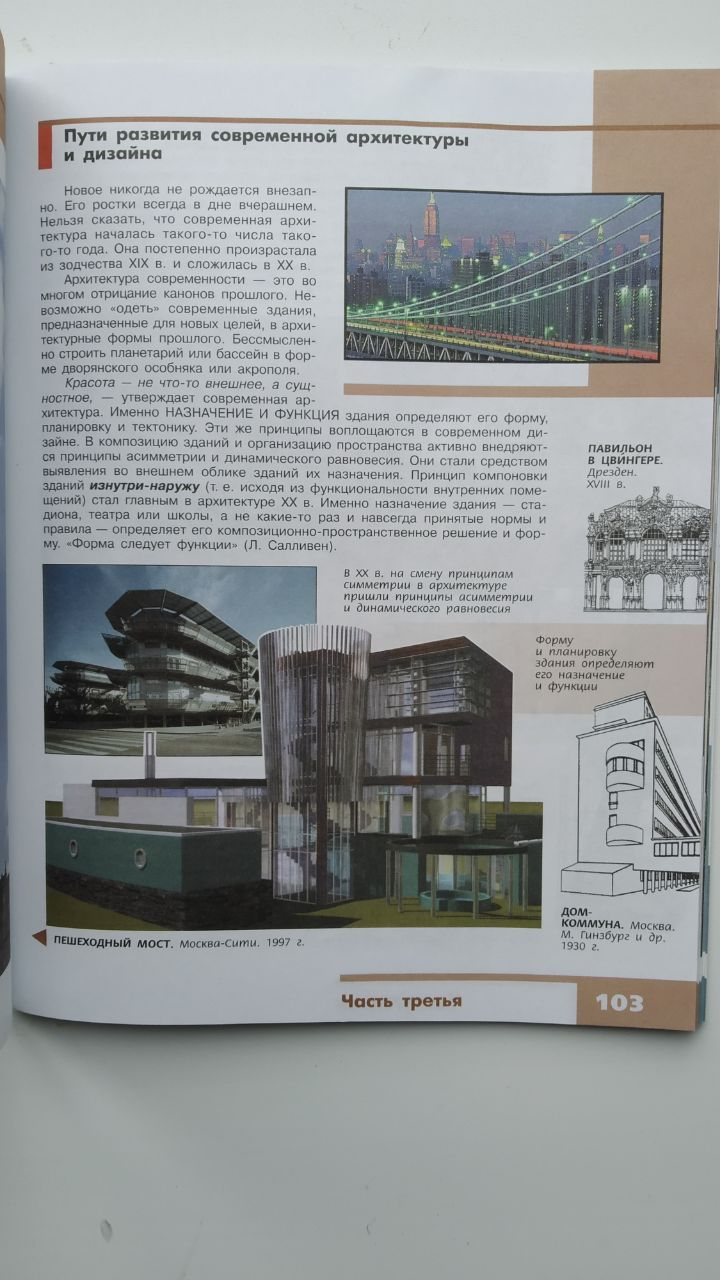 Пути развития современной архитектуры
и дизайна
Новое никогда не рождается внезап-
но. Его ростки всегда в дне вчерашнем.
Нельзя сказать, что современная архи-
тектура началась такого-то числа тако-
го-то года. Она постепенно произрастала
из зодчества XIX в. и сложилась в XX в.
Архитектура современности — это во
многом отрицание канонов прошлого. Не-
возможно «одеть» современные здания,
предназначенные для новых целей, в архи-
тектурные формы прошлого. Бессмыслен-
но строить планетарий или бассейн в фор-
ме дворянского особняка или акрополя.
Красота — не что-то внешнее, а сущ-
ностное, — утверждает современная ар-
хитектура. Именно НАЗНАЧЕНИЕ И ФУНКЦИЯ здания определяют его форму,
планировку и тектонику. Эти же принципы воплощаются в современном ди-
зайне. В композицию зданий и организацию пространства активно внедряют-
ся принципы асимметрии и динамического равновесия. Они стали средством
выявления во внешнем облике зданий их назначения. Принцип компоновки
зданий изнутри-наружу (т. е. исходя из функциональности внутренних поме-
щений) стал главным в архитектуре XX в. Именно назначение здания — ста-
диона, театра или школы, а не какие-то раз и навсегда принятые нормы и
правила — определяет его композиционно-пространственное решение и фор-
му. «Форма следует функции» (Л. Салливен).
ПАВИЛЬОН
В ЦВИНГЕРЕ.
Дрезден.
XVIII в.
В XX в. на смену принципам
симметрии в архитектуре
пришли принципы асимметрии
и динамического равновесия
Форму
и планировку
здания определяют
его назначение
и функции
ДОМ-
КОММУНА. Москва.
М. Гинзбург и др.
1930 г.
ПЕШЕХОДНЫЙ МОСТ. Москва-Сити. 1997 г.
Часть третья
103